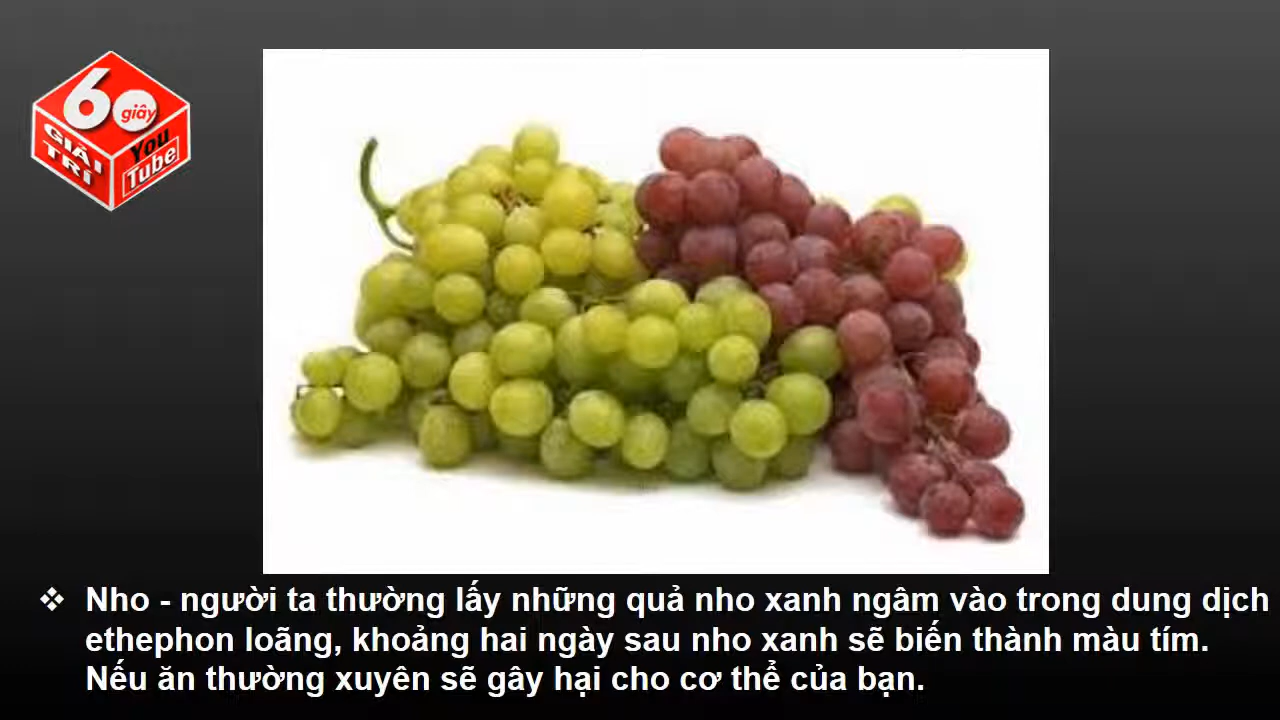 60 giây
GIẢI TRÍ
You Tube
❖ Nho - người ta thường lấy những quả nho xanh ngâm vào trong dung dịch
ethephon loãng, khoảng hai ngày sau nho xanh sẽ biến thành màu tím.
Nếu ăn thường xuyên sẽ gây hại cho cơ thể của bạn.